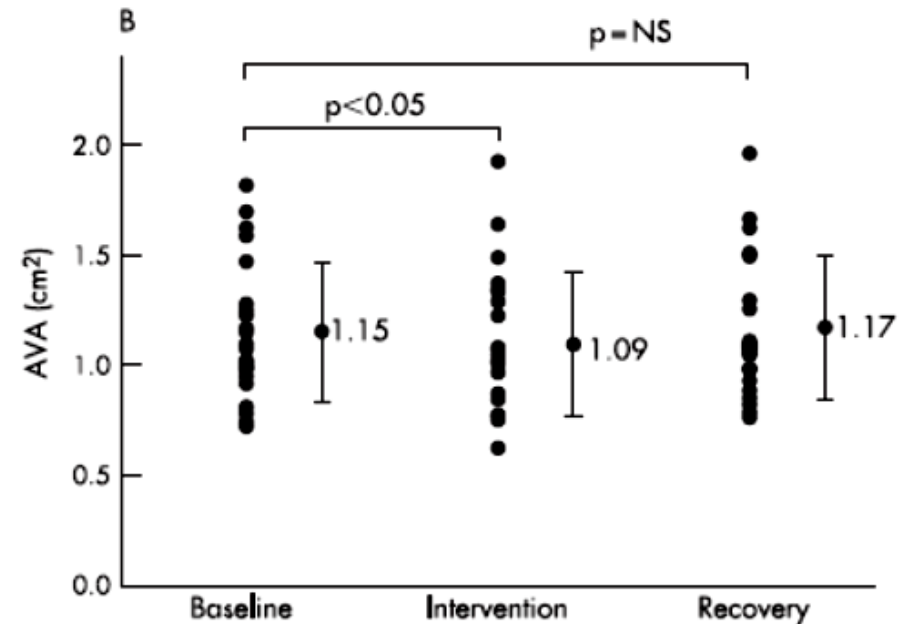 B
p=NS
p<0.05
2.0
1.5
1.15
1.17
1.09
1.0
0.5
0.0
AVA (cm²)
Baseline Intervention Recovery